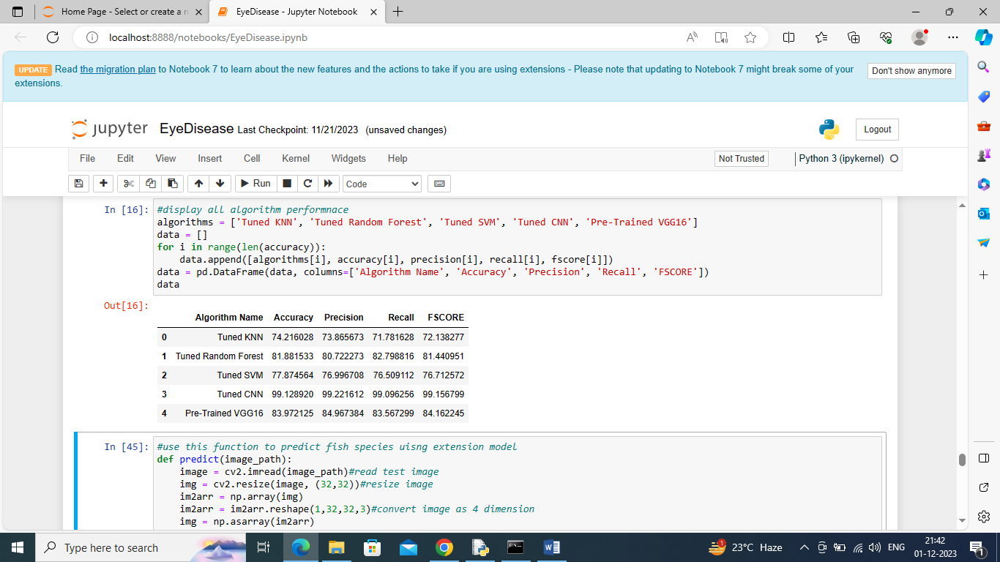 Home Page - Select or create a n
EyeDisease - Jupyter Notebook
localhost:8888/notebooks/EyeDisease.ipynb
UPDATE Read the migration plan to Notebook 7 to learn about the new features and the actions to take if you are using extensions - Please note that updating to Notebook 7 might break some of your
extensions.
Don't show anymore
jupyter EyeDisease Last Checkpoint: 11/21/2023 (unsaved changes)
Logout
File Edit View Insert Cell Kernel Widgets Help
Not Trusted
Python 3 (ipykernel)
Run
Code
In [16]: #display all algorithm performnace
algorithms = ['Tuned KNN', 'Tuned Random Forest', 'Tuned SVM', 'Tuned CNN', 'Pre-Trained VGG16']
data = []
for i in range(len(accuracy)):
    data.append([algorithms[i], accuracy[i], precision[i], recall[i], fscore[i]])
data = pd.DataFrame(data, columns=['Algorithm Name', 'Accuracy', 'Precision', 'Recall', 'FSCORE'])
data
Out[16]:
Algorithm Name Accuracy Precision Recall FSCORE
0 Tuned KNN 74.216028 73.865673 71.781628 72.138277
1 Tuned Random Forest 81.881533 80.722273 82.798816 81.440951
2 Tuned SVM 77.874564 76.996708 76.509112 76.712572
3 Tuned CNN 99.128920 99.221612 99.096256 99.156799
4 Pre-Trained VGG16 83.972125 84.967384 83.567299 84.162245
In [45]: #use this function to predict fish species uisng extension model
def predict(image_path):
    image = cv2.imread(image_path)#read test image
    img = cv2.resize(image, (32,32))#resize image
    im2arr = np.array(img)
    im2arr = im2arr.reshape(1,32,32,3)#convert image as 4 dimension
    img = np.asarray(im2arr)
Type here to search
1
23°C Haze
ENG
21:42
01-12-2023
1